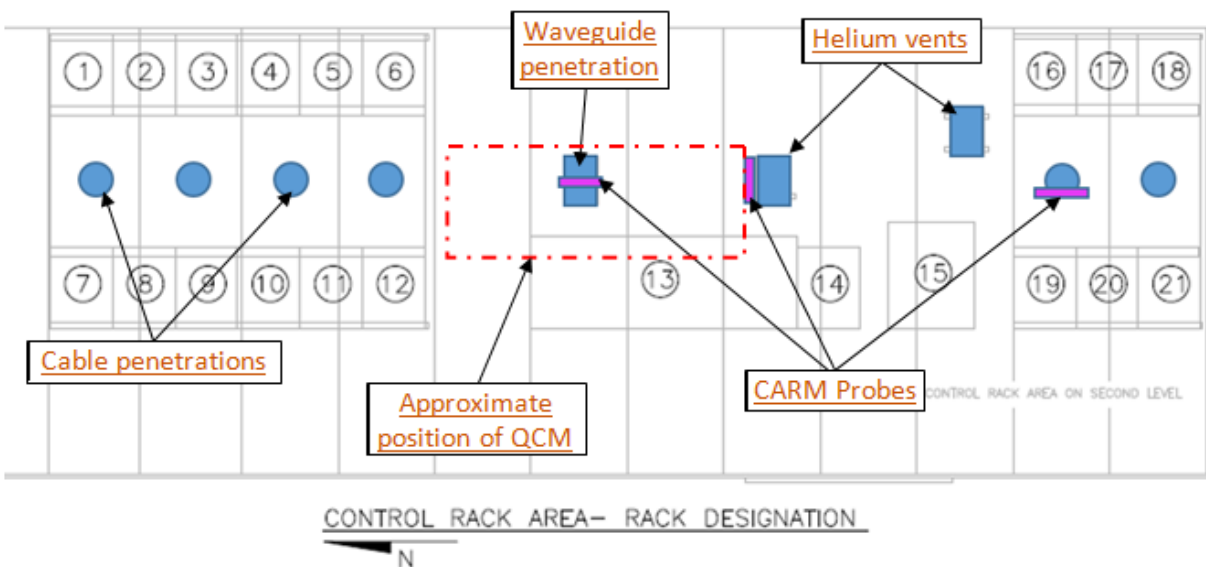 Waveguide
penetration
Helium vents
1 2 3 4 5 6
16 17 18
7 8 9 10 11 12
13
14
15
19 20 21
Cable penetrations
Approximate
position of QCM
CARM Probes
CONTROL RACK AREA ON SECOND LEVEL
CONTROL RACK AREA- RACK DESIGNATION
N